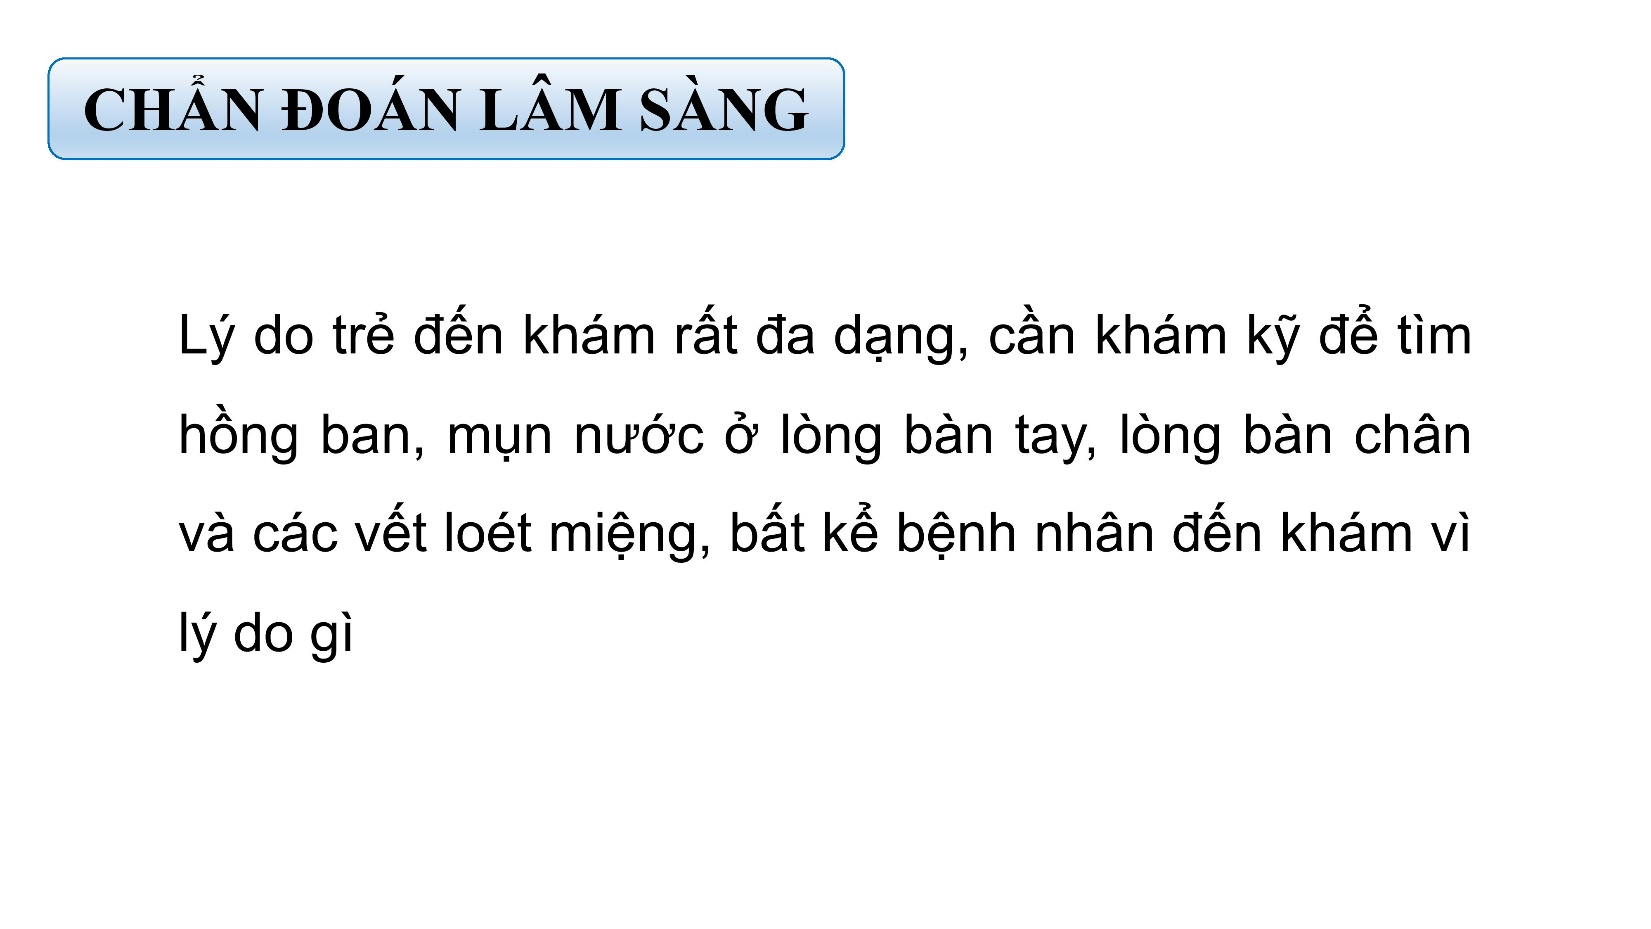 CHẨN ĐOÁN LÂM SÀNG
Lý do trẻ đến khám rất đa dạng, cần khám kỹ để tìm
hồng ban, mụn nước ở lòng bàn tay, lòng bàn chân
và các vết loét miệng, bất kể bệnh nhân đến khám vì
lý do gì